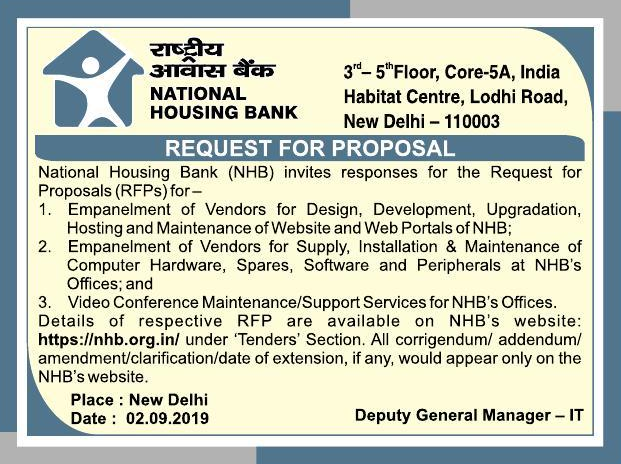 राष्ट्रीय
आवास बैंक
NATIONAL
HOUSING BANK
3rd– 5thFloor, Core-5A, India
Habitat Centre, Lodhi Road,
New Delhi – 110003
REQUEST FOR PROPOSAL
National Housing Bank (NHB) invites responses for the Request for
Proposals (RFPs) for –
1. Empanelment of Vendors for Design, Development, Upgradation,
Hosting and Maintenance of Website and Web Portals of NHB;
2. Empanelment of Vendors for Supply, Installation & Maintenance of
Computer Hardware, Spares, Software and Peripherals at NHB's
Offices; and
3. Video Conference Maintenance/Support Services for NHB's Offices.
Details of respective RFP are available on NHB's website:
https://nhb.org.in/ under 'Tenders' Section. All corrigendum/ addendum/
amendment/clarification/date of extension, if any, would appear only on the
NHB's website.
Place : New Delhi
Date : 02.09.2019
Deputy General Manager – IT